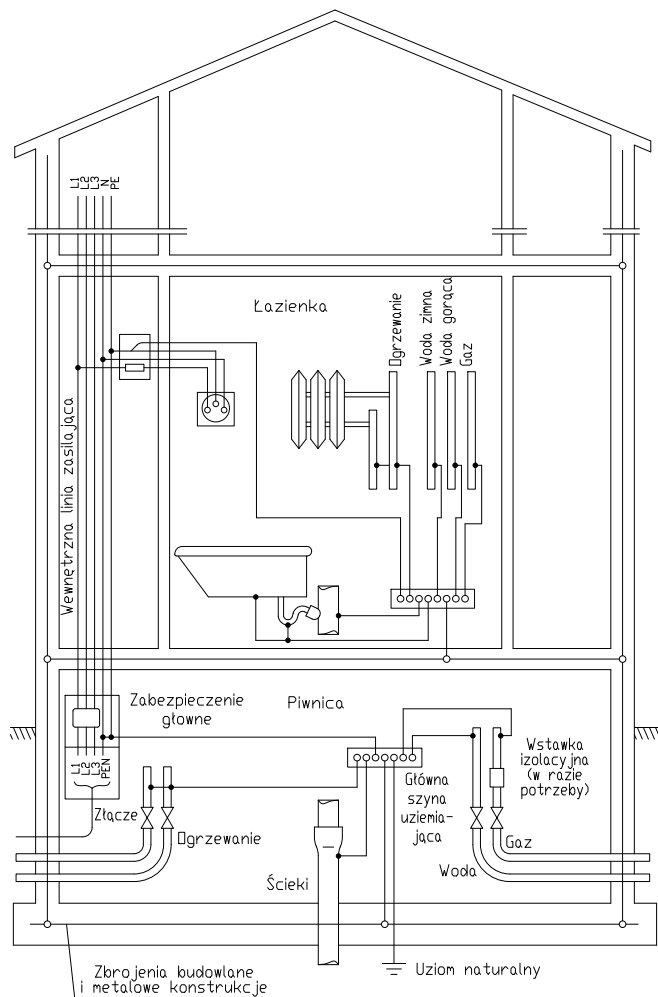 L1
L2
L3
N
PE
Łazienka
Ogrzewanie
Woda zimna
Woda gorąca
Gaz
Wewnętrzna linia zasilająca
Zabezpieczenie
głowne
Piwnica
L1
L2
L3
PEN
Złącze
Ogrzewanie
Główna
szyna
uziemia-
jąca
Wstawka
izolacyjna
(w razie
potrzeby)
Gaz
Woda
Ścieki
Uziom naturalny
Zbrojenia budowlane
i metalowe konstrukcje